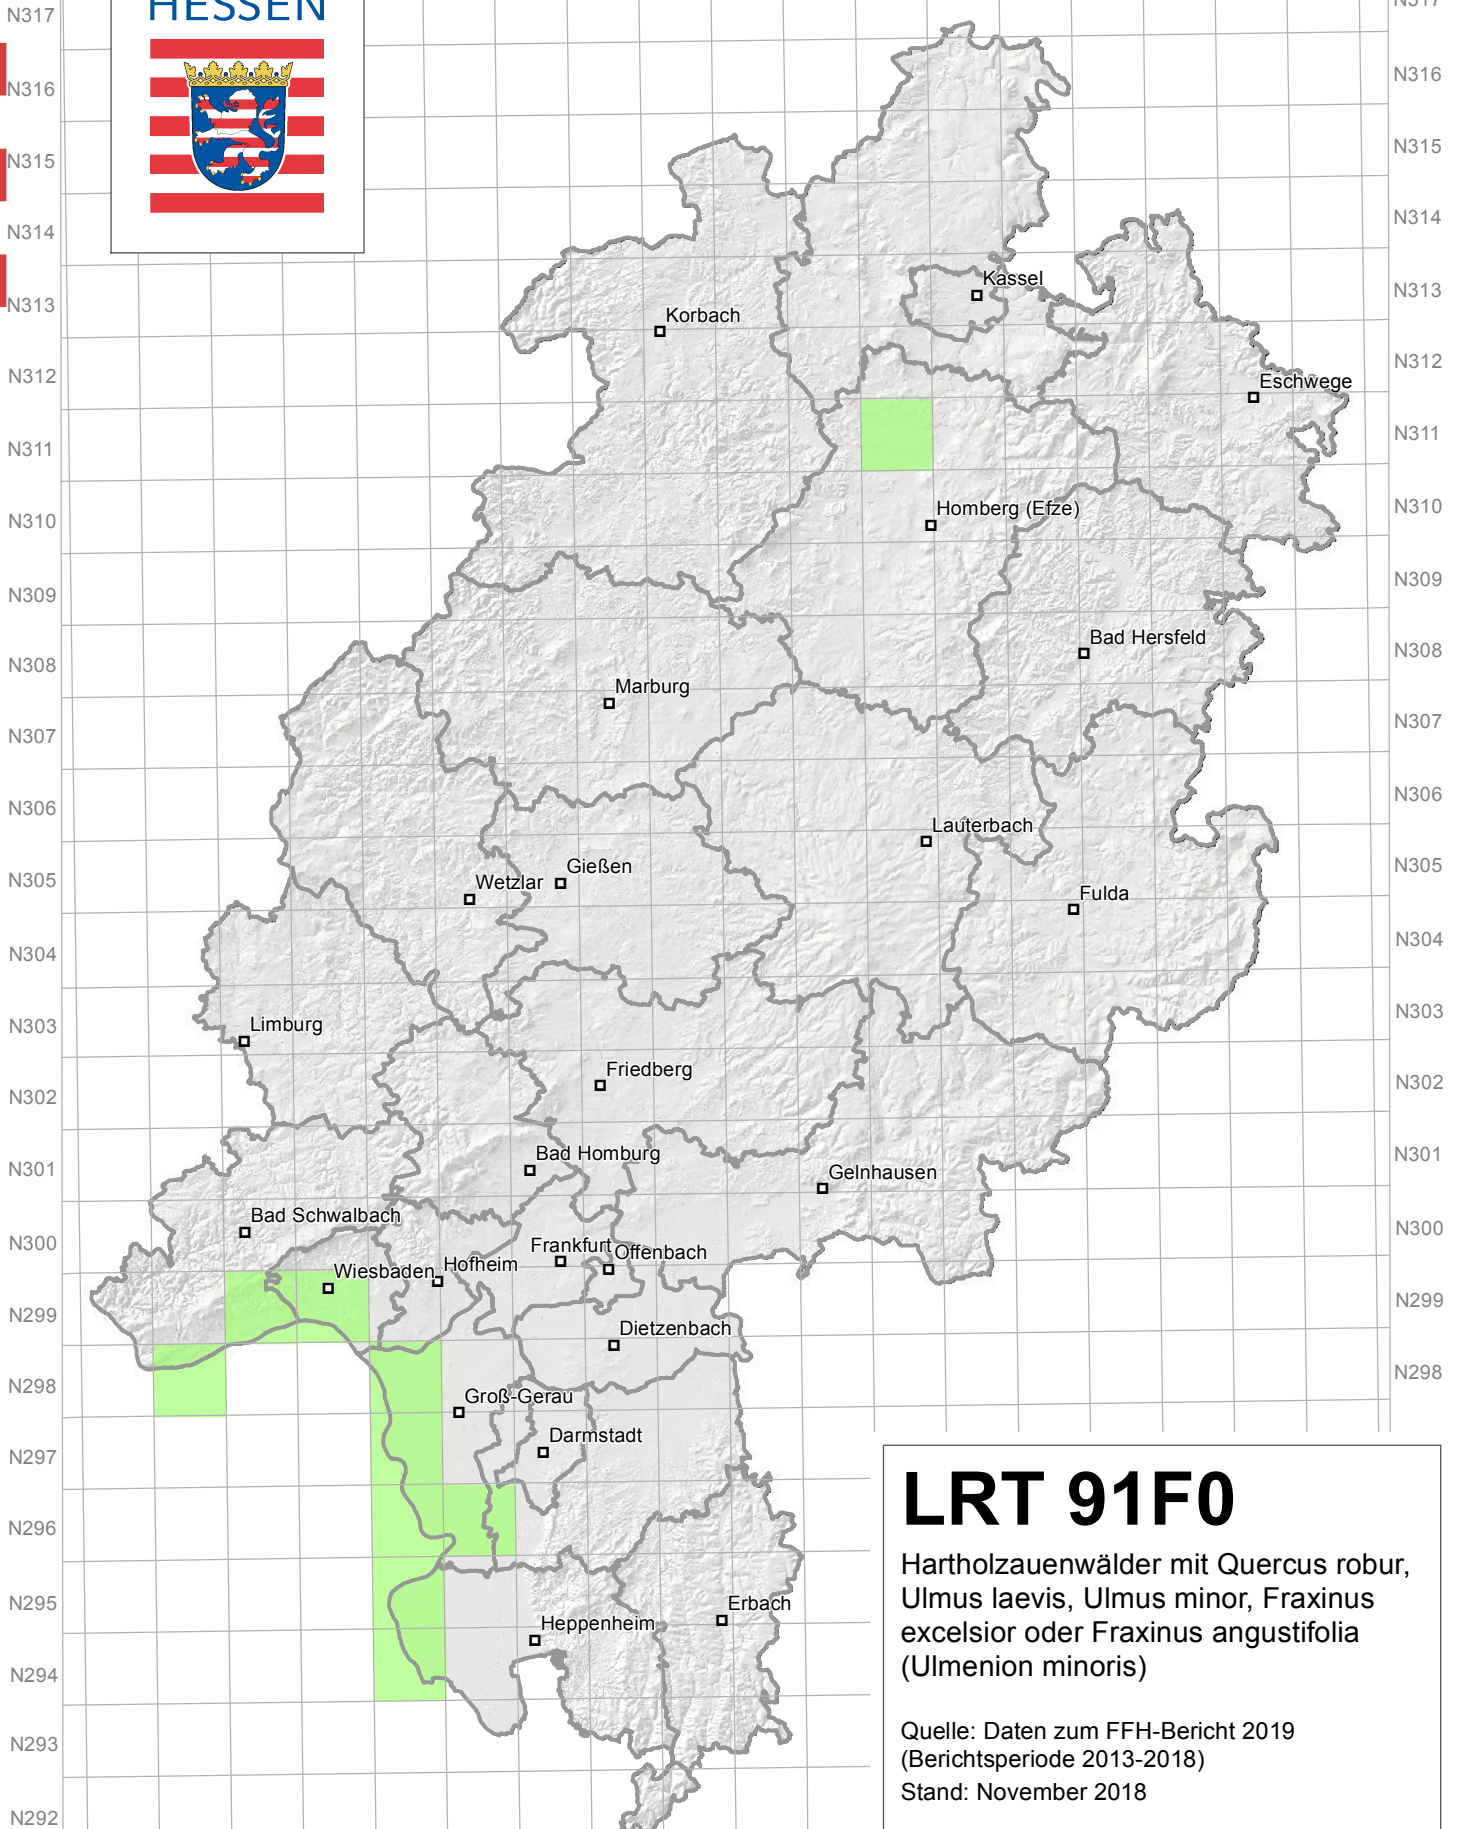 HESSEN
N317
N316
N315
N314
N313
N312
N311
N310
N309
N308
N307
N306
N305
N304
N303
N302
N301
N300
N299
N298
N297
N296
N295
N294
N293
N292
N317
N316
N315
N314
N313
N312
N311
N310
N309
N308
N307
N306
N305
N304
N303
N302
N301
N300
N299
N298
Kassel
Korbach
Eschwege
Homberg (Efze)
Bad Hersfeld
Marburg
Lauterbach
Gießen
Wetzlar
Fulda
Limburg
Friedberg
Bad Homburg
Gelnhausen
Bad Schwalbach
Frankfurt
Offenbach
Hofheim
Wiesbaden
Dietzenbach
Groß-Gerau
Darmstadt
Erbach
Heppenheim
LRT 91F0
Hartholzauenwälder mit Quercus robur,
Ulmus laevis, Ulmus minor, Fraxinus
excelsior oder Fraxinus angustifolia
(Ulmenion minoris)
Quelle: Daten zum FFH-Bericht 2019
(Berichtsperiode 2013-2018)
Stand: November 2018